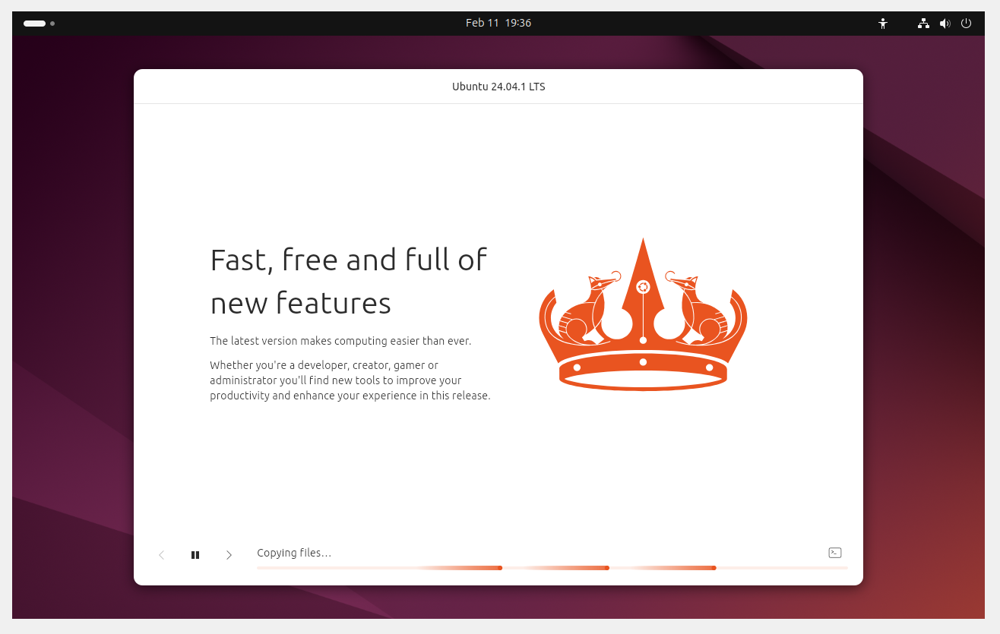 Feb 11 19:36
Ubuntu 24.04.1 LTS
Fast, free and full of
new features
The latest version makes computing easier than ever.
Whether you're a developer, creator, gamer or
administrator you'll find new tools to improve your
productivity and enhance your experience in this release.
Copying files...